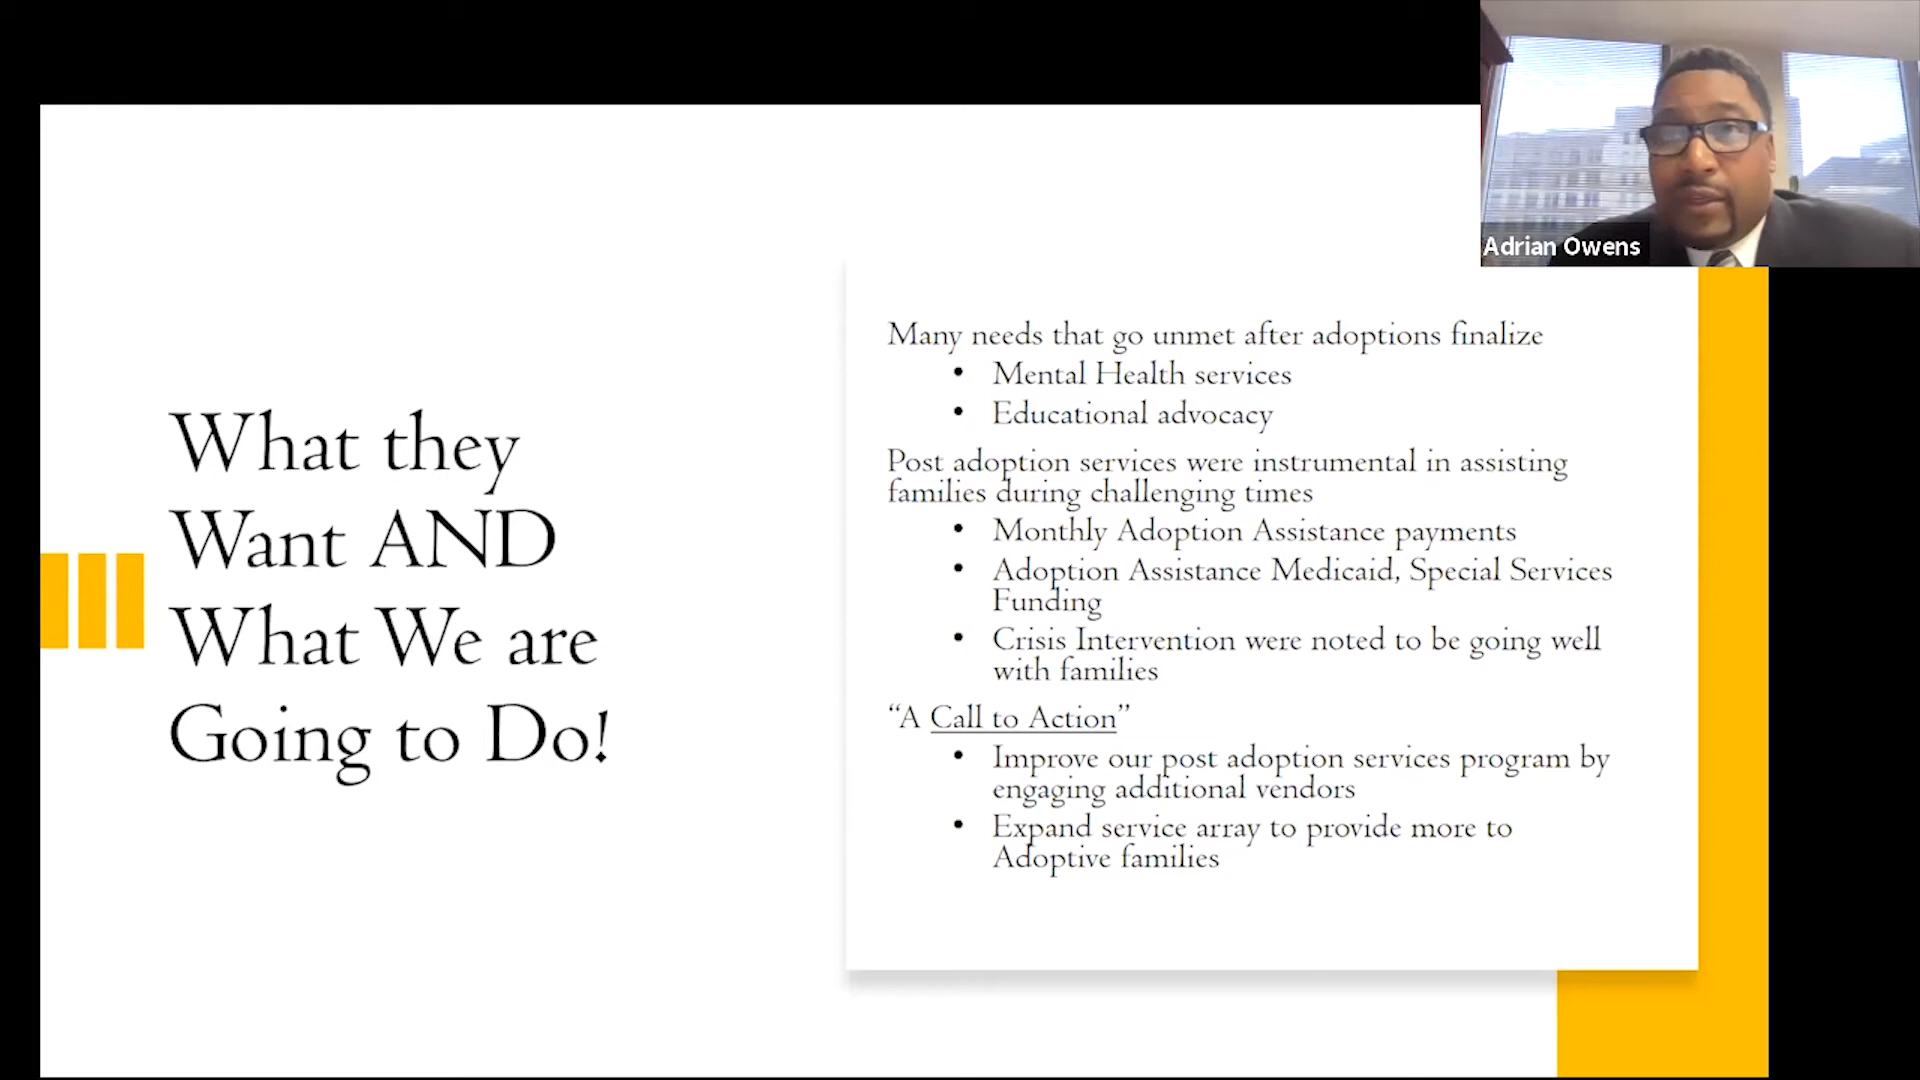 Adrian Owens
What they
Want AND
What We are
Going to Do!
Many needs that go unmet after adoptions finalize
• Mental Health services
• Educational advocacy
Post adoption services were instrumental in assisting
families during challenging times
• Monthly Adoption Assistance payments
• Adoption Assistance Medicaid, Special Services
Funding
• Crisis Intervention were noted to be going well
with families
“A Call to Action”
• Improve our post adoption services program by
engaging additional vendors
• Expand service array to provide more to
Adoptive families